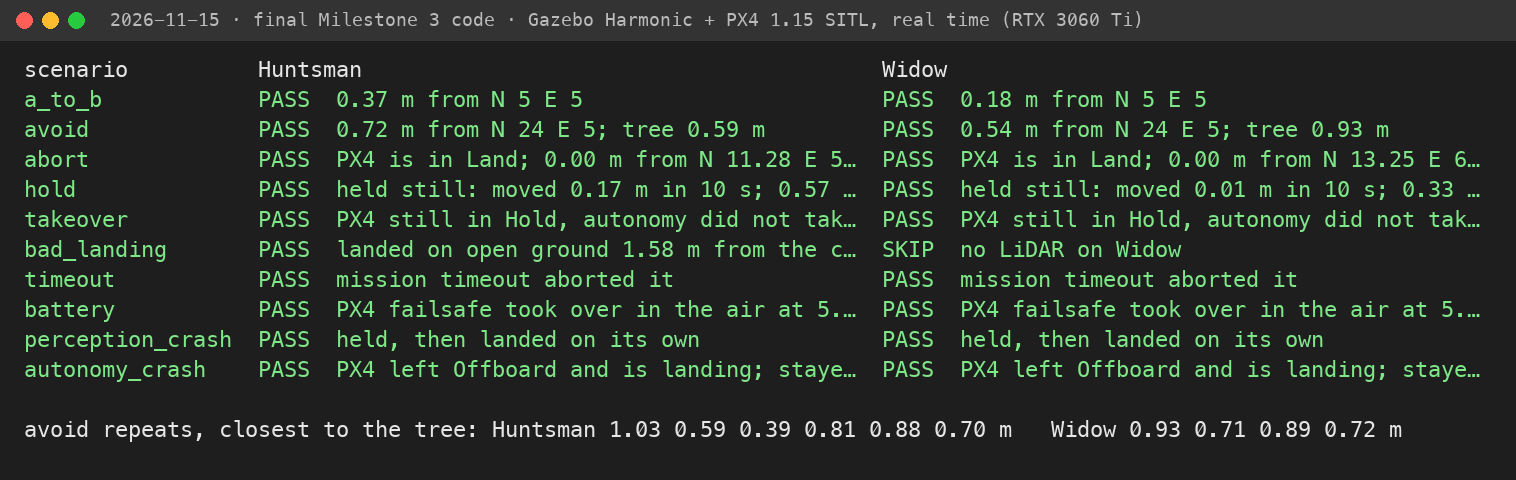 2026-11-15 · final Milestone 3 code · Gazebo Harmonic + PX4 1.15 SITL, real time (RTX 3060 Ti)
scenario Huntsman Widow
a_to_b PASS 0.37 m from N 5 E 5 PASS 0.18 m from N 5 E 5
avoid PASS 0.72 m from N 24 E 5; tree 0.59 m PASS 0.54 m from N 24 E 5; tree 0.93 m
abort PASS PX4 is in Land; 0.00 m from N 11.28 E 5… PASS PX4 is in Land; 0.00 m from N 13.25 E 6…
hold PASS held still: moved 0.17 m in 10 s; 0.57 … PASS held still: moved 0.01 m in 10 s; 0.33 …
takeover PASS PX4 still in Hold, autonomy did not tak… PASS PX4 still in Hold, autonomy did not tak…
bad_landing PASS landed on open ground 1.58 m from the c… SKIP no LiDAR on Widow
timeout PASS mission timeout aborted it PASS mission timeout aborted it
battery PASS PX4 failsafe took over in the air at 5.… PASS PX4 failsafe took over in the air at 5.…
perception_crash PASS held, then landed on its own PASS held, then landed on its own
autonomy_crash PASS PX4 left Offboard and is landing; staye… PASS PX4 left Offboard and is landing; staye…
avoid repeats, closest to the tree: Huntsman 1.03 0.59 0.39 0.81 0.88 0.70 m Widow 0.93 0.71 0.89 0.72 m